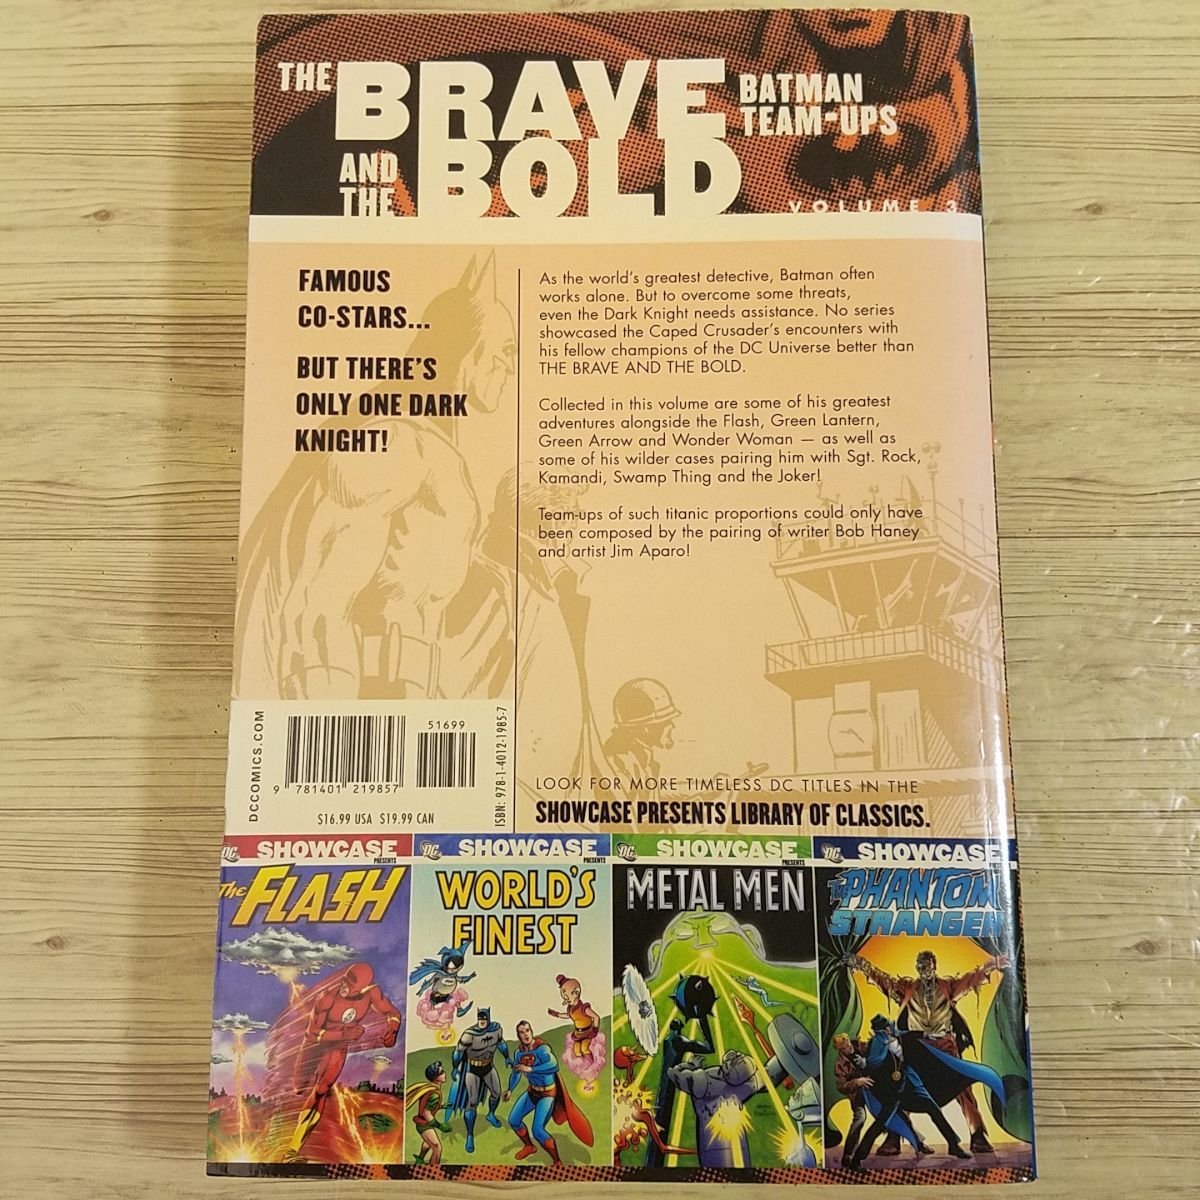 THE BRAVE
AND THE BOLD
BATMAN
TEAM-UPS
VOLUME 3
FAMOUS
CO-STARS...
BUT THERE'S
ONLY ONE DARK
KNIGHT!
As the world's greatest detective, Batman often
works alone. But to overcome some threats,
even the Dark Knight needs assistance. No series
showcased the Caped Crusader's encounters with
his fellow champions of the DC Universe better than
THE BRAVE AND THE BOLD.
Collected in this volume are some of his greatest
adventures alongside the Flash, Green Lantern,
Green Arrow and Wonder Woman — as well as
some of his wilder cases pairing him with Sgt. Rock,
Kamandi, Swamp Thing and the Joker!
Team-ups of such titanic proportions could only have
been composed by the pairing of writer Bob Haney
and artist Jim Aparo!
DCCOMICS.COM
51699
9 781401 219857
$16.99 USA $19.99 CAN
ISBN: 978-1-4012-1985-7
LOOK FOR MORE TIMELESS DC TITLES IN THE
SHOWCASE PRESENTS LIBRARY OF CLASSICS.
DC SHOWCASE
PRESENTS
THE FLASH
DC SHOWCASE
PRESENTS
WORLD'S
FINEST
POP!
POP!
DC SHOWCASE
PRESENTS
METAL MEN
DC SHOWCASE
PRESENTS
THE PHANTOM
STRANGER